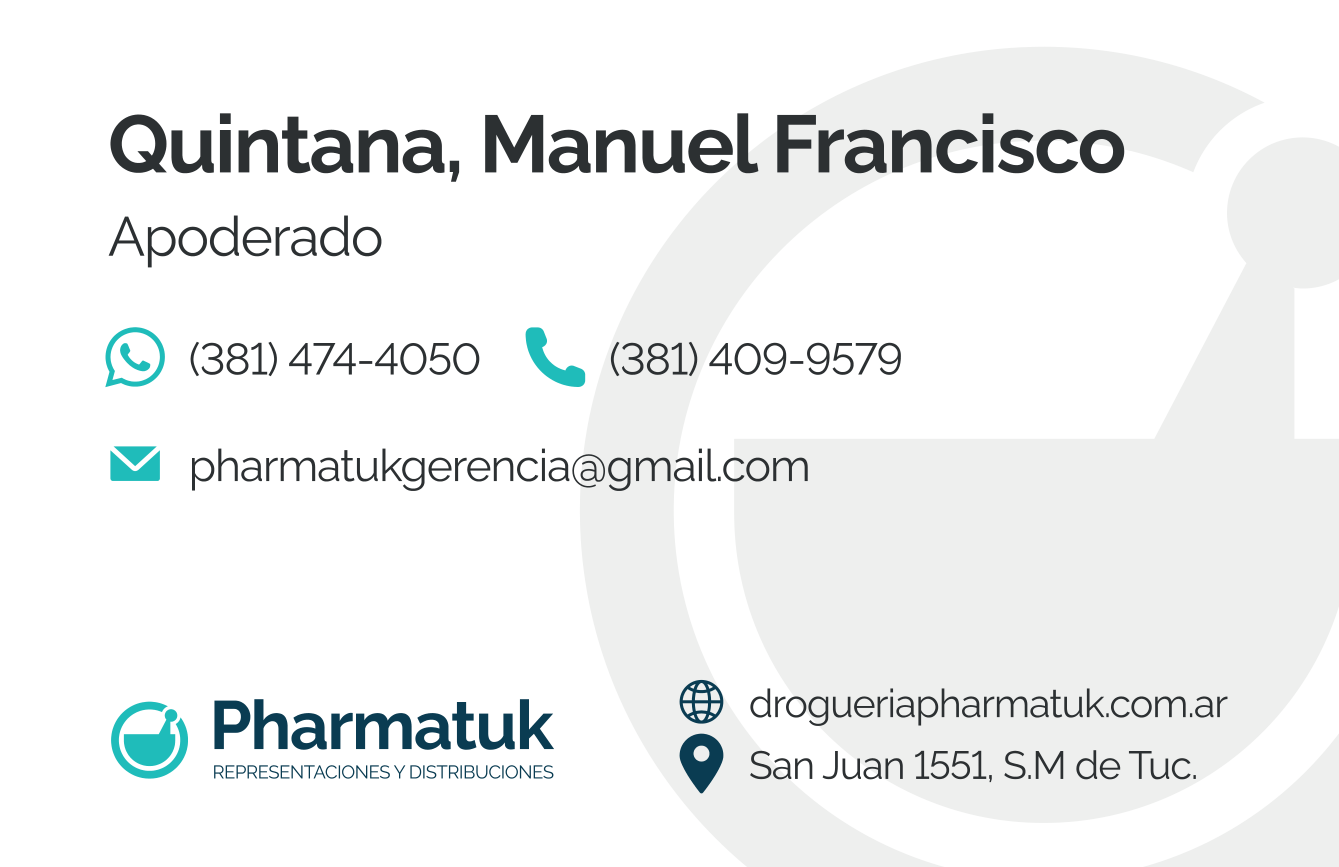 Quintana, Manuel Francisco
Apoderado
(381) 474-4050 (381) 409-9579
pharmatukgerencia@gmail.com
Pharmatuk
REPRESENTACIONES Y DISTRIBUCIONES
drogueriapharmatuk.com.ar
San Juan 1551, S.M de Tuc.